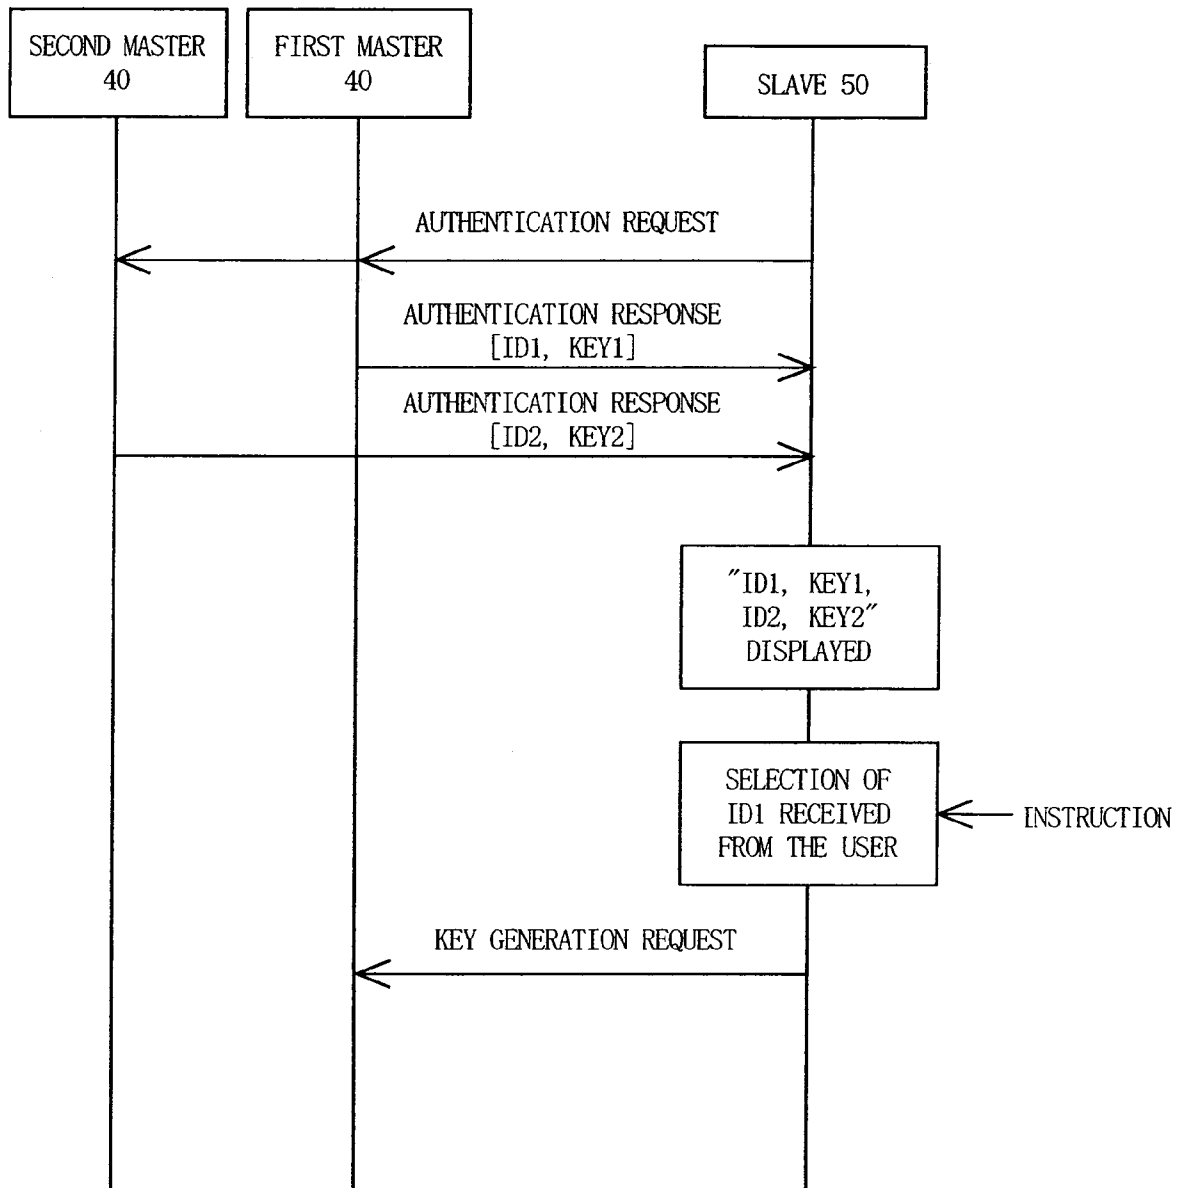 SECOND MASTER
40
FIRST MASTER
40
SLAVE 50
AUTHENTICATION REQUEST
AUTHENTICATION RESPONSE
[ID1, KEY1]
AUTHENTICATION RESPONSE
[ID2, KEY2]
"ID1, KEY1,
ID2, KEY2"
DISPLAYED
SELECTION OF
ID1 RECEIVED
FROM THE USER
INSTRUCTION
KEY GENERATION REQUEST